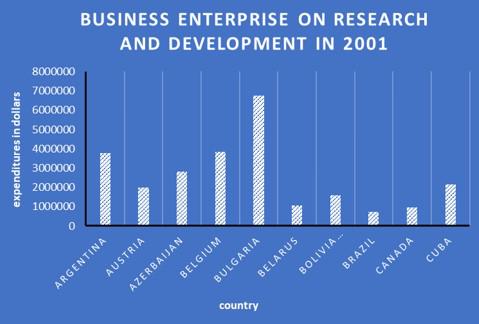 BUSINESS ENTERPRISE ON RESEARCH
AND DEVELOPMENT IN 2001
expenditures in dollars
8000000
7000000
6000000
5000000
4000000
3000000
2000000
1000000
0
ARGENTINA
AUSTRIA
AZERBAIJAN
BELGIUM
BULGARIA
BELARUS
BOLIVIA...
BRAZIL
CANADA
CUBA
country